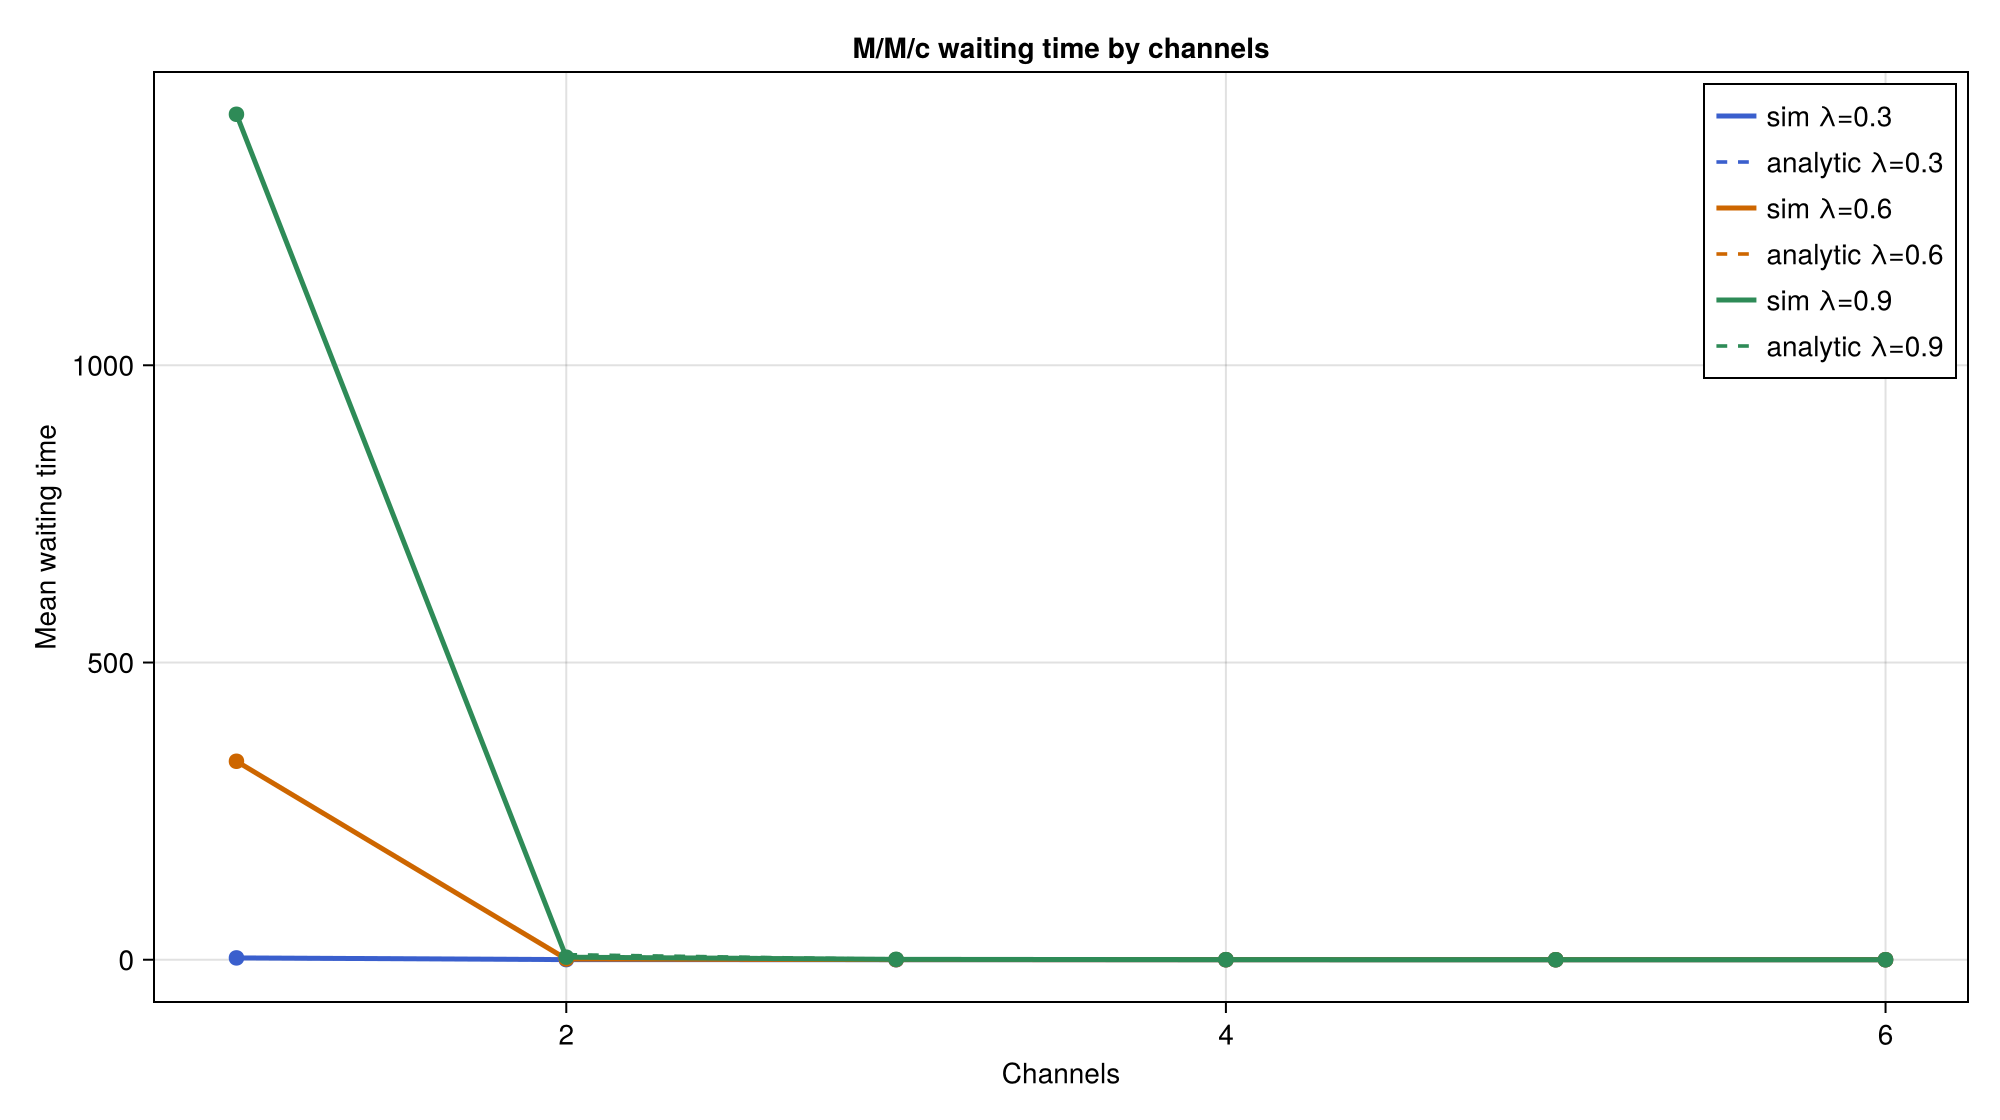 M/M/c waiting time by channels
sim λ=0.3
analytic λ=0.3
sim λ=0.6
analytic λ=0.6
sim λ=0.9
analytic λ=0.9
Mean waiting time
1000
500
0
2
4
6
Channels